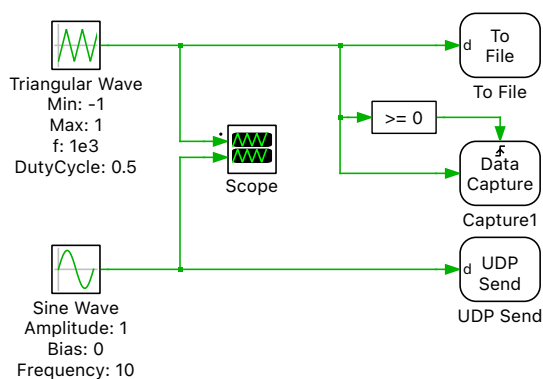 To
File
d
To File
Triangular Wave
Min: -1
Max: 1
f: 1e3
DutyCycle: 0.5
>= 0
Scope
Data
Capture
Capture1
UDP
Send
d
UDP Send
Sine Wave
Amplitude: 1
Bias: 0
Frequency: 10